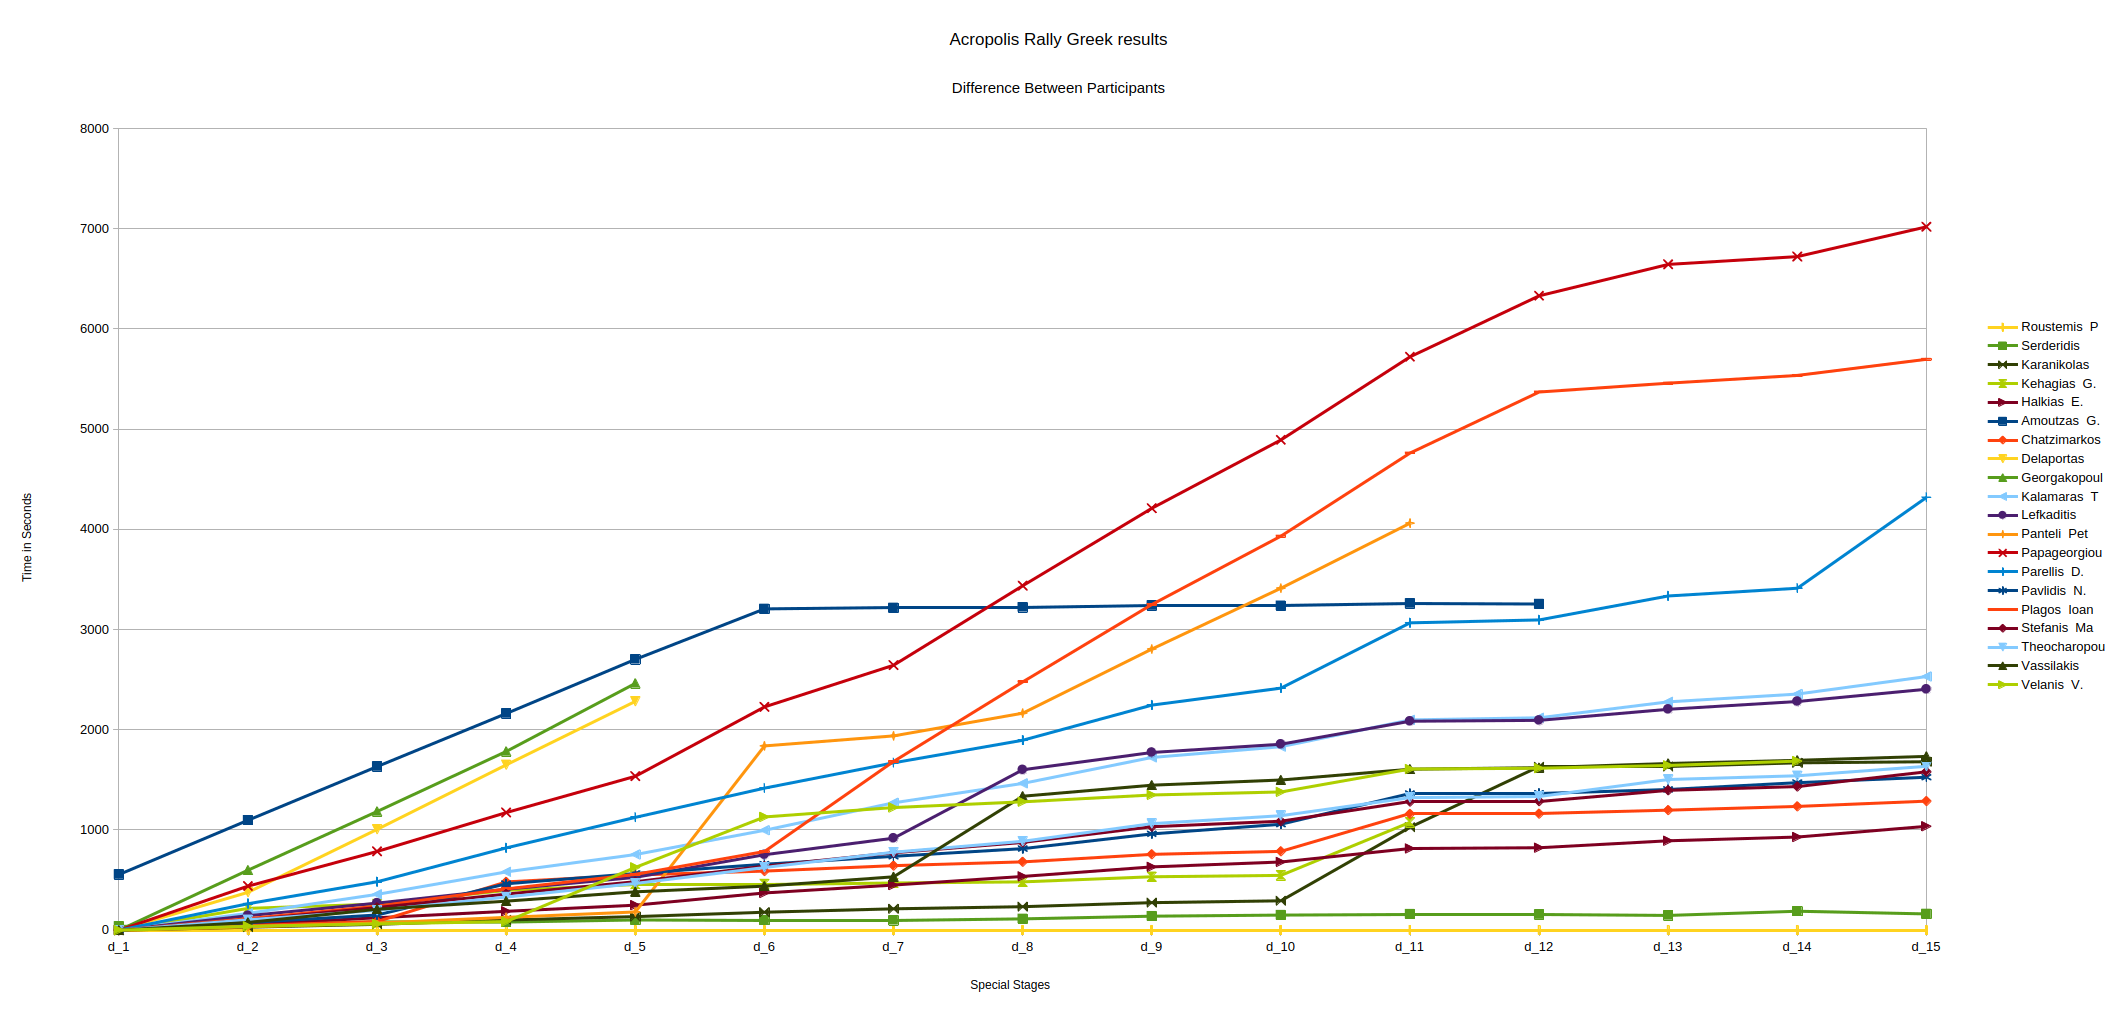 Acropolis Rally Greek results
Difference Between Participants
8000
7000
6000
5000
4000
3000
2000
1000
0
Time in Seconds
d_1 d_2 d_3 d_4 d_5 d_6 d_7 d_8 d_9 d_10 d_11 d_12 d_13 d_14 d_15
Special Stages
Roustemis P
Serderidis
Karanikolas
Kehagias G.
Halkias E.
Amoutzas G.
Chatzimarkos
Delaportas
Georgakopoul
Kalamaras T
Lefkaditis
Panteli Pet
Papageorgiou
Parellis D.
Pavlidis N.
Plagos Ioan
Stefanis Ma
Theocharopou
Vassilakis
Velanis V.